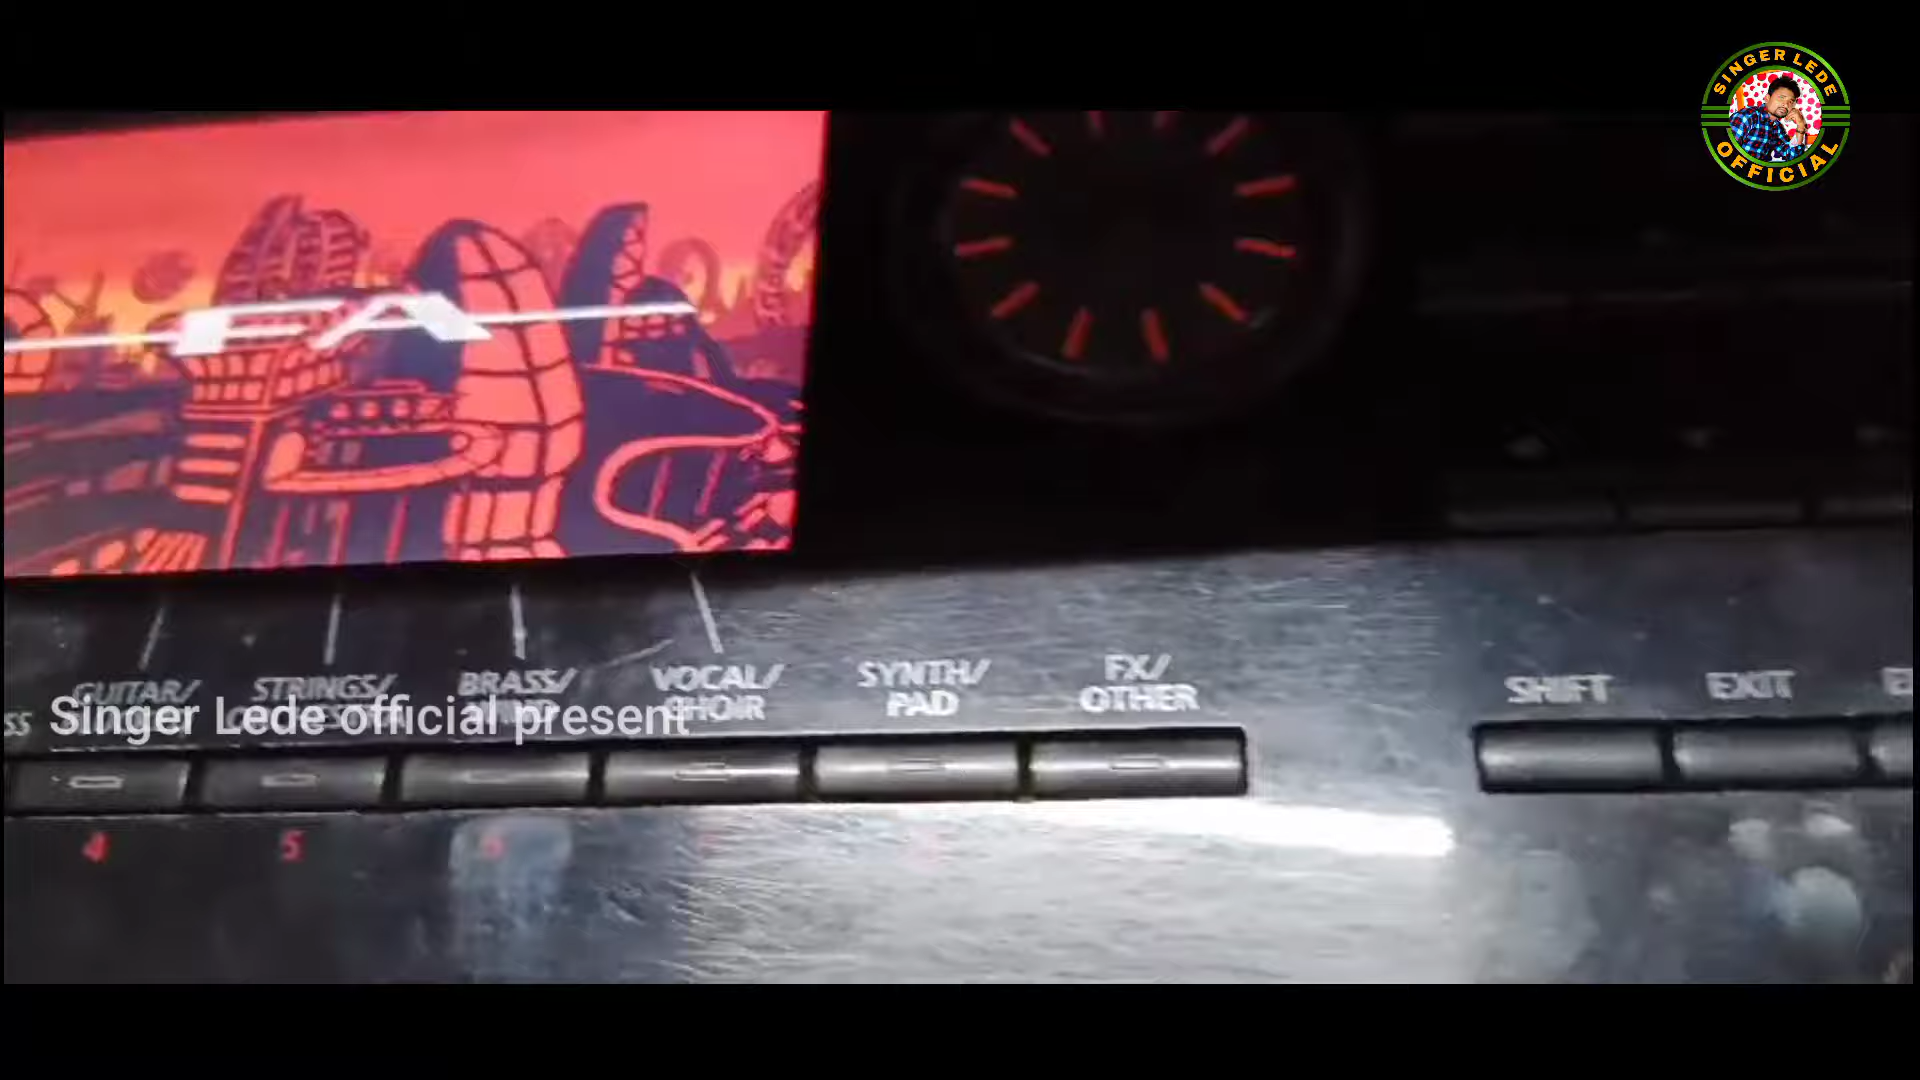 SINGER LEDE
OFFICIAL
FA
GUITAR/
STRINGS/
BRASS/
VOCAL/
CHOIR
SYNTH/
PAD
FX/
OTHER
SHIFT
EXIT
Singer Lede official present
4
5
6